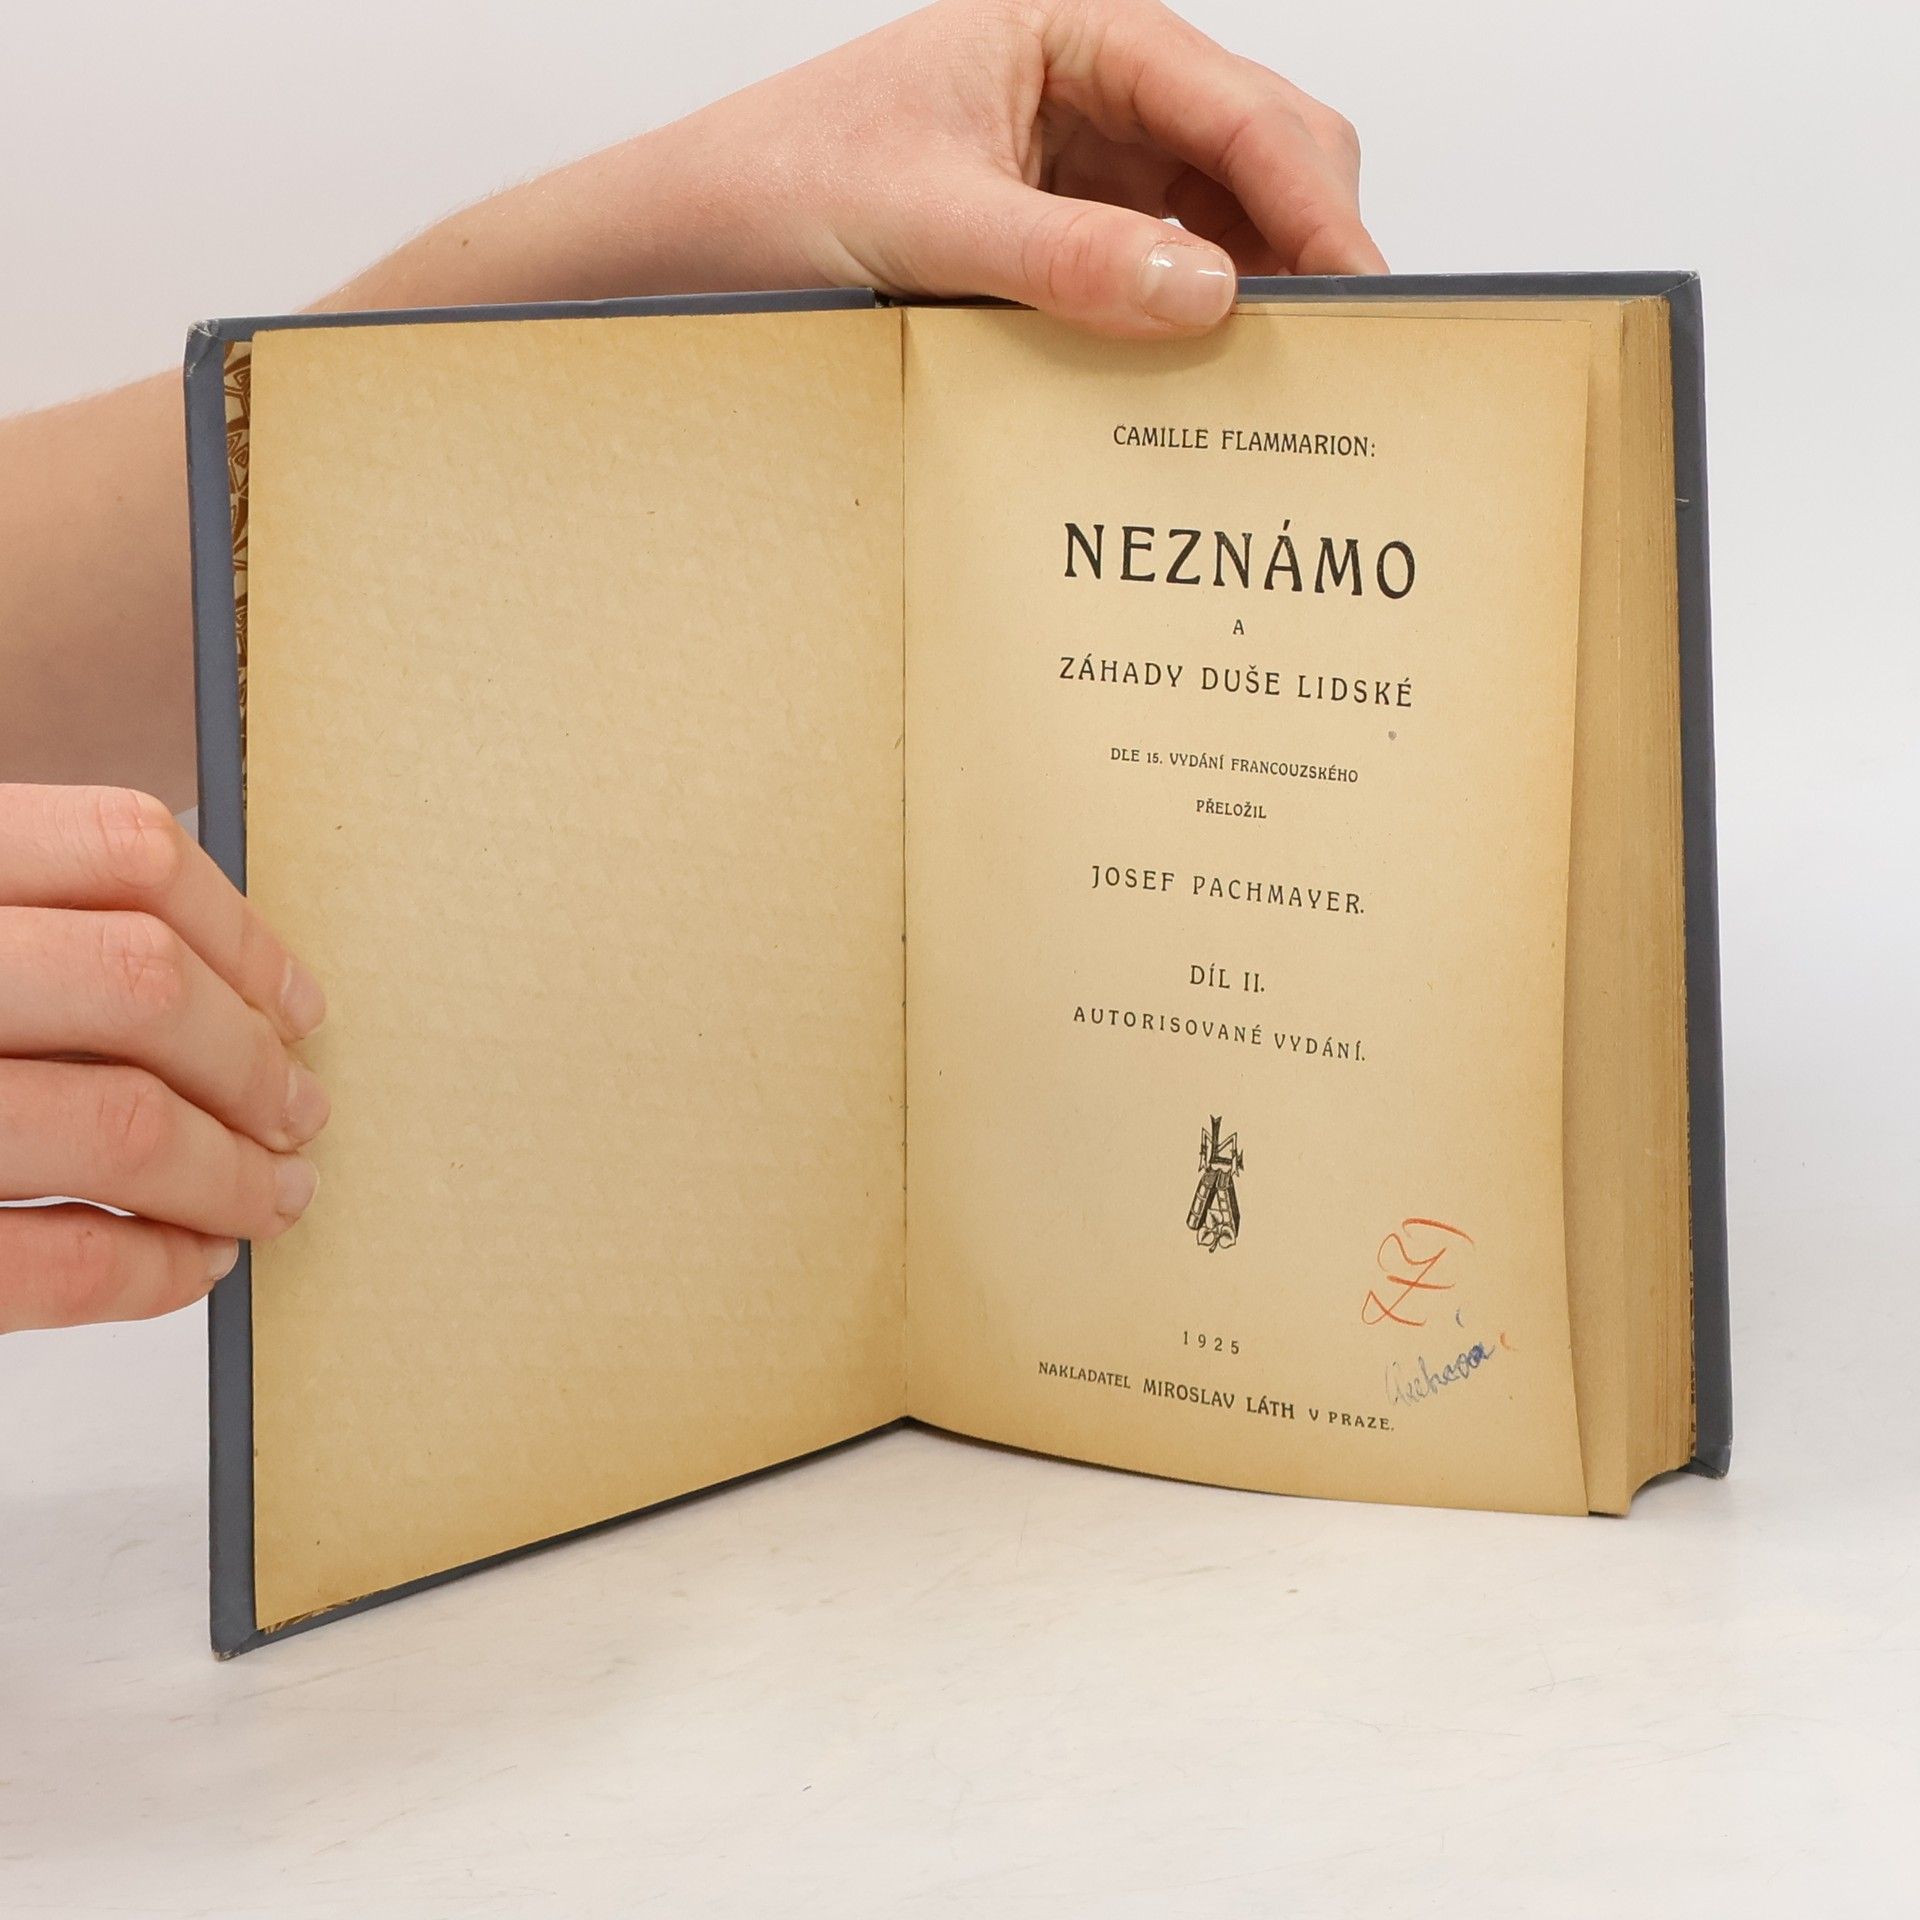 CAMILLE FLAMMARION:
NEZNÁMO
A
ZÁHADY DUŠE LIDSKÉ
DLE 15. VYDÁNÍ FRANCOUZSKÉHO
PŘELOŽIL
JOSEF PACHMAYER.
DÍL II.
AUTORISOVANÉ VYDÁNÍ.
1925
NAKLADATEL MIROSLAV LÁTH V PRAZE.